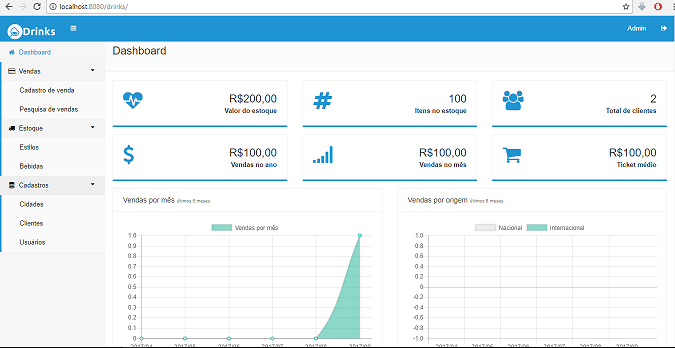 localhost:8080/drinks/
Drinks
Admin
Dashboard
Dashboard
Vendas
Cadastro de venda
Pesquisa de vendas
Estoque
Estilos
Bebidas
Cadastros
Cidades
Clientes
Usuários
R$200,00
Valor do estoque
100
Itens no estoque
2
Total de clientes
R$100,00
Vendas no ano
R$100,00
Vendas no mês
R$100,00
Ticket médio
Vendas por mês últimos 6 meses
Vendas por mês
1.0
0.9
0.8
0.7
0.6
0.5
0.4
0.3
0.2
0.1
0
2017/04 2017/05 2017/06 2017/07 2017/08 2017/09
Vendas por origem últimos 6 meses
Nacional Internacional
1.0
0.8
0.6
0.4
0.2
0
-0.2
-0.4
-0.6
-0.8
-1.0
2017/04 2017/05 2017/06 2017/07 2017/08 2017/09